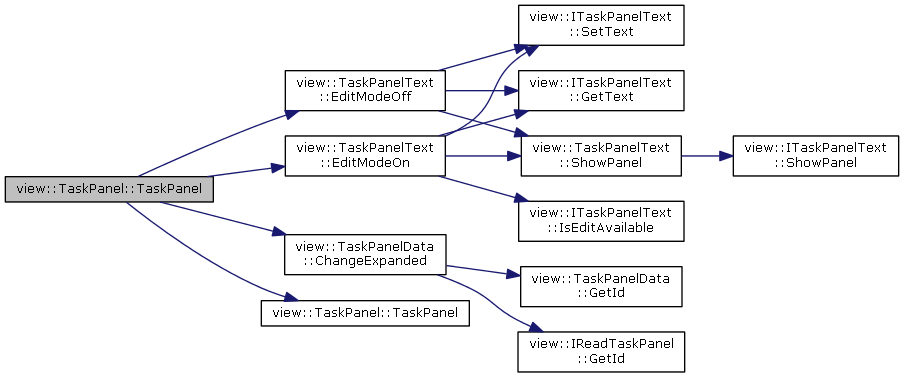 view::ITaskPanelText
::SetText
view::TaskPanelText
::EditModeOff
view::ITaskPanelText
::GetText
view::TaskPanelText
::EditModeOn
view::TaskPanelText
::ShowPanel
view::ITaskPanelText
::ShowPanel
view::TaskPanel::TaskPanel
view::ITaskPanelText
::IsEditAvailable
view::TaskPanelData
::ChangeExpanded
view::TaskPanelData
::GetId
view::TaskPanel::TaskPanel
view::IReadTaskPanel
::GetId